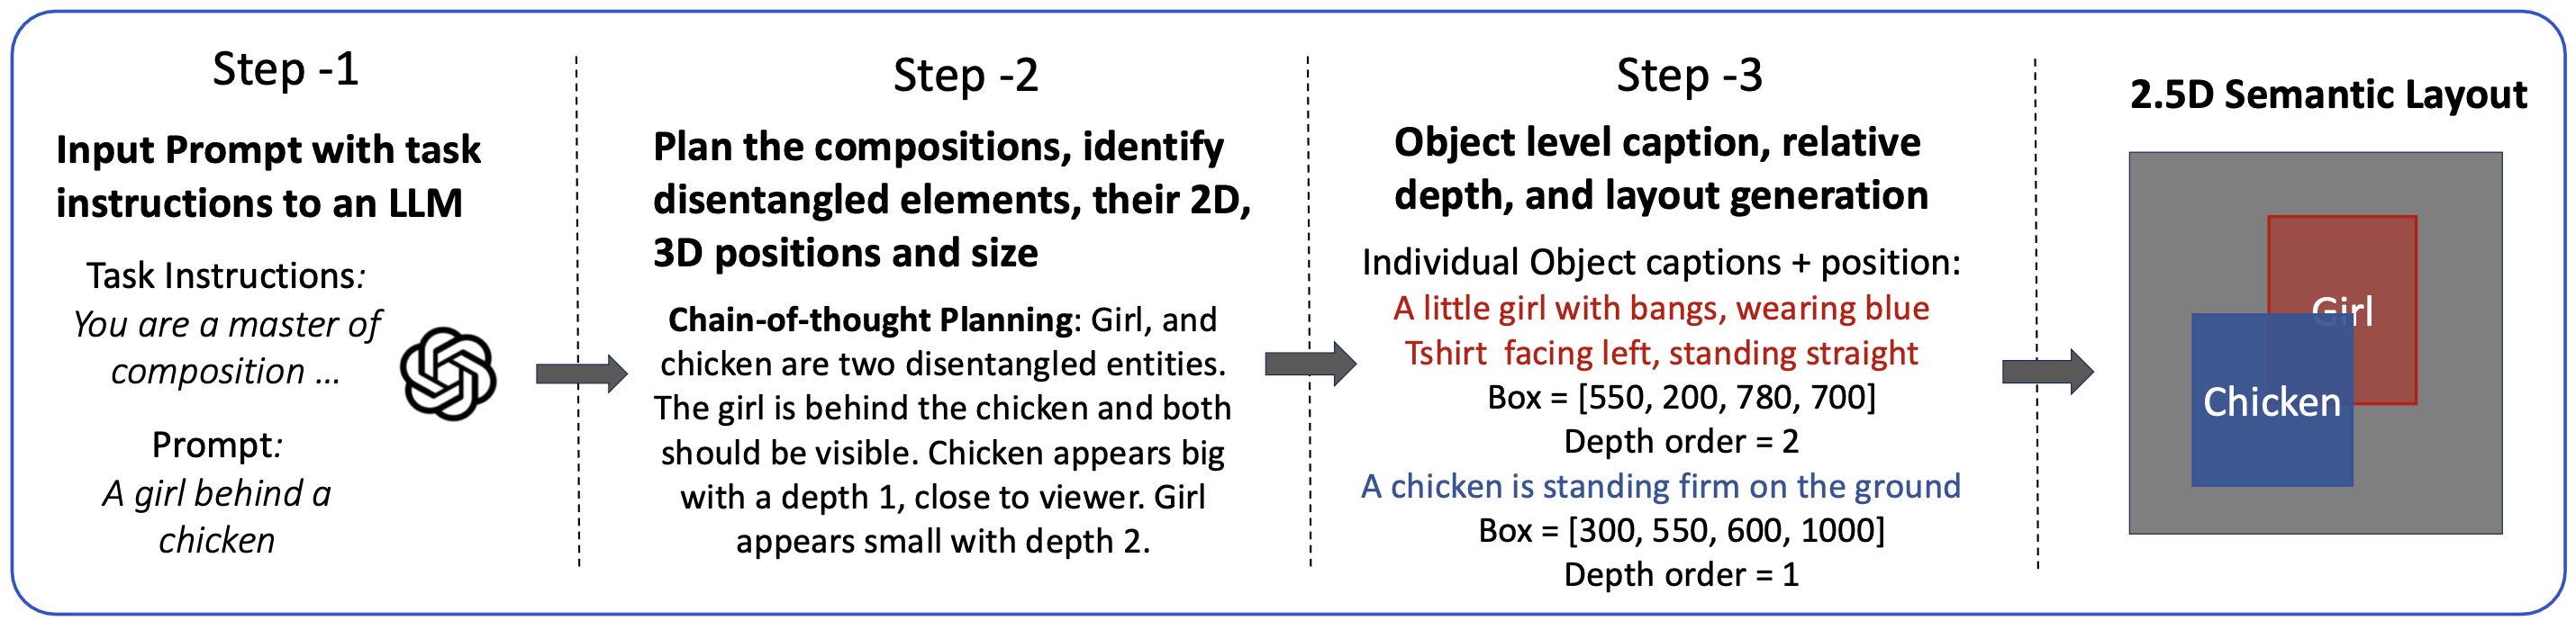 Step -1
Input Prompt with task
instructions to an LLM
Task Instructions:
You are a master of
composition ...
Prompt:
A girl behind a
chicken
Step -2
Plan the compositions, identify
disentangled elements, their 2D,
3D positions and size
Chain-of-thought Planning: Girl, and
chicken are two disentangled entities.
The girl is behind the chicken and both
should be visible. Chicken appears big
with a depth 1, close to viewer. Girl
appears small with depth 2.
Step -3
Object level caption, relative
depth, and layout generation
Individual Object captions + position:
A little girl with bangs, wearing blue
Tshirt facing left, standing straight
Box = [550, 200, 780, 700]
Depth order = 2
A chicken is standing firm on the ground
Box = [300, 550, 600, 1000]
Depth order = 1
2.5D Semantic Layout
Girl
Chicken